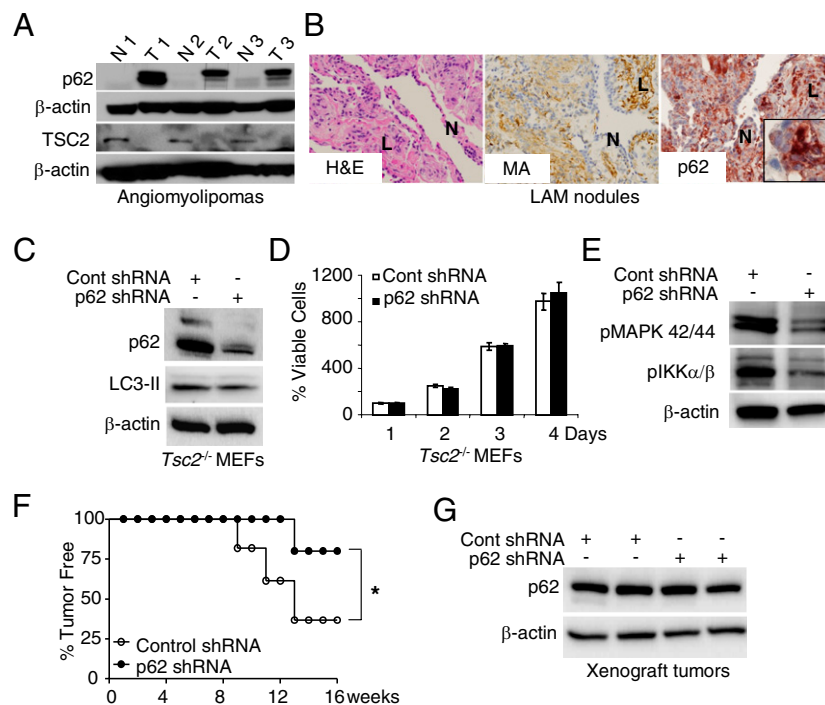 A
N 1 T 1 N 2 T 2 N 3 T 3
p62
β-actin
TSC2
β-actin
Angiomyolipomas
B
L N H&E
L N MA
L N p62
LAM nodules
C
Cont shRNA + -
p62 shRNA - +
p62
LC3-II
β-actin
Tsc2-/- MEFs
D
% Viable Cells
1200
800
400
0
Cont shRNA
p62 shRNA
1 2 3 4 Days
Tsc2-/- MEFs
E
Cont shRNA + -
p62 shRNA - +
pMAPK 42/44
pIKKα/β
β-actin
F
% Tumor Free
100
75
50
25
0
*
Control shRNA
p62 shRNA
0 4 8 12 16 weeks
G
Cont shRNA + + - -
p62 shRNA - - + +
p62
β-actin
Xenograft tumors